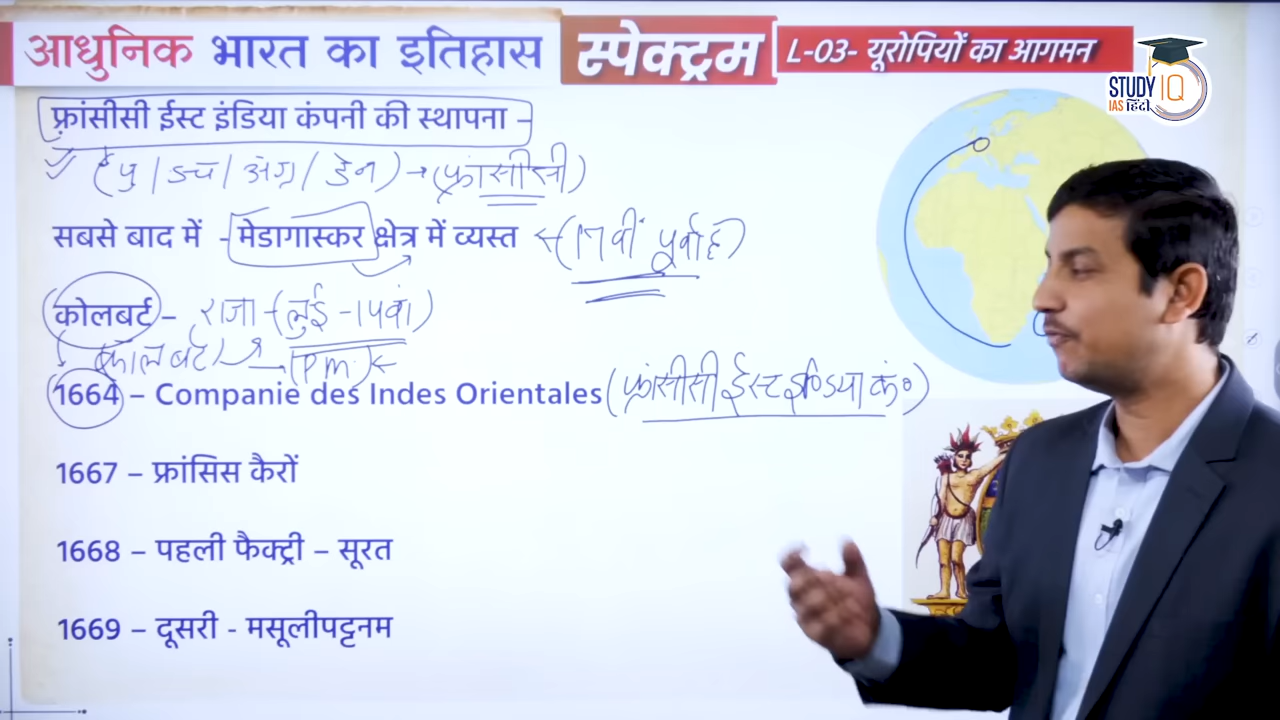 आधुनिक भारत का इतिहास स्पेक्ट्रम L-03- यूरोपियों का आगमन
STUDY IQ
IAS हिंदी
फ्रांसीसी ईस्ट इंडिया कंपनी की स्थापना –
(पु / डच / अंग्र / डेन) → (फ्रांसीसी)
सबसे बाद में - मेडागास्कर क्षेत्र में व्यस्त ← (17वीं पूर्वार्द्ध)
कोलबर्ट – राजा - (लुई - 14वां)
कॉलबर्ट → (PM) ←
1664 – Companie des Indes Orientales (फ्रांसीसी ईस्ट इण्डिया कं०)
1667 – फ्रांसिस कैरों
1668 – पहली फैक्ट्री – सूरत
1669 – दूसरी - मसूलीपट्टनम